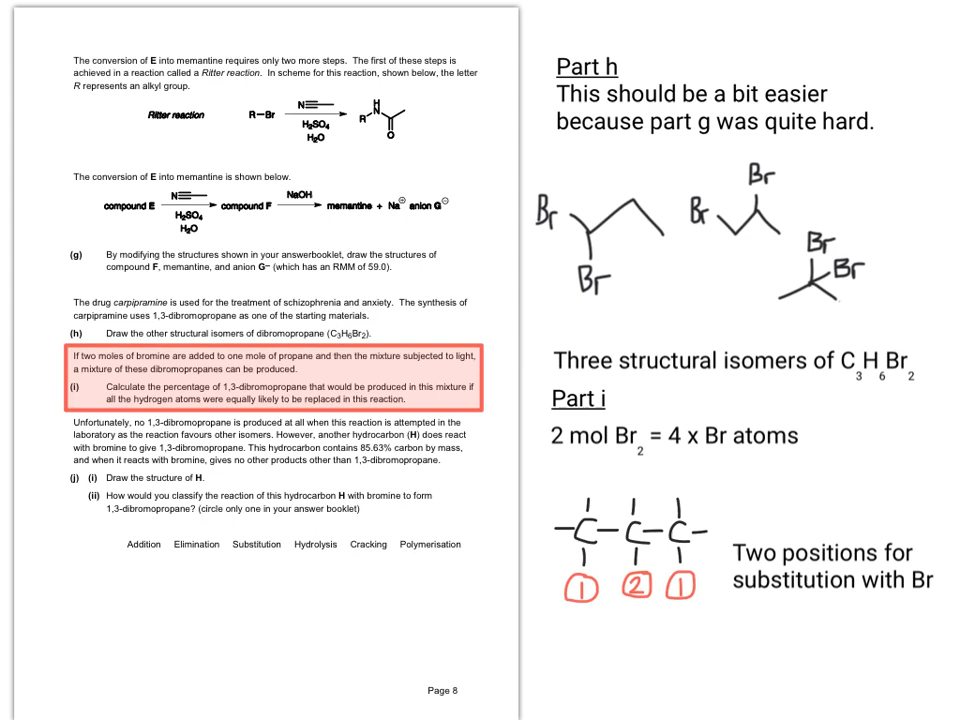 The conversion of E into memantine requires only two more steps. The first of these steps is
achieved in a reaction called a Ritter reaction. In scheme for this reaction, shown below, the letter
R represents an alkyl group.
Ritter reaction R–Br N≡ H₂SO₄ H₂O R H N O
The conversion of E into memantine is shown below.
compound E N≡ H₂SO₄ H₂O compound F NaOH memantine + Na⊕ anion G⊖
(g) By modifying the structures shown in your answerbooklet, draw the structures of
compound F, memantine, and anion G⁻ (which has an RMM of 59.0).
The drug carpipramine is used for the treatment of schizophrenia and anxiety. The synthesis of
carpipramine uses 1,3-dibromopropane as one of the starting materials.
(h) Draw the other structural isomers of dibromopropane (C₃H₆Br₂).
If two moles of bromine are added to one mole of propane and then the mixture subjected to light,
a mixture of these dibromopropanes can be produced.
(i) Calculate the percentage of 1,3-dibromopropane that would be produced in this mixture if
all the hydrogen atoms were equally likely to be replaced in this reaction.
Unfortunately, no 1,3-dibromopropane is produced at all when this reaction is attempted in the
laboratory as the reaction favours other isomers. However, another hydrocarbon (H) does react
with bromine to give 1,3-dibromopropane. This hydrocarbon contains 85.63% carbon by mass,
and when it reacts with bromine, gives no other products other than 1,3-dibromopropane.
(j) (i) Draw the structure of H.
(ii) How would you classify the reaction of this hydrocarbon H with bromine to form
1,3-dibromopropane? (circle only one in your answer booklet)
Addition Elimination Substitution Hydrolysis Cracking Polymerisation
Page 8
Part h
This should be a bit easier
because part g was quite hard.
Br Br
Br Br
Br Br
Three structural isomers of C₃H₆Br₂
Part i
2 mol Br₂ = 4 x Br atoms
-C-C-C-
1 2 1
Two positions for
substitution with Br